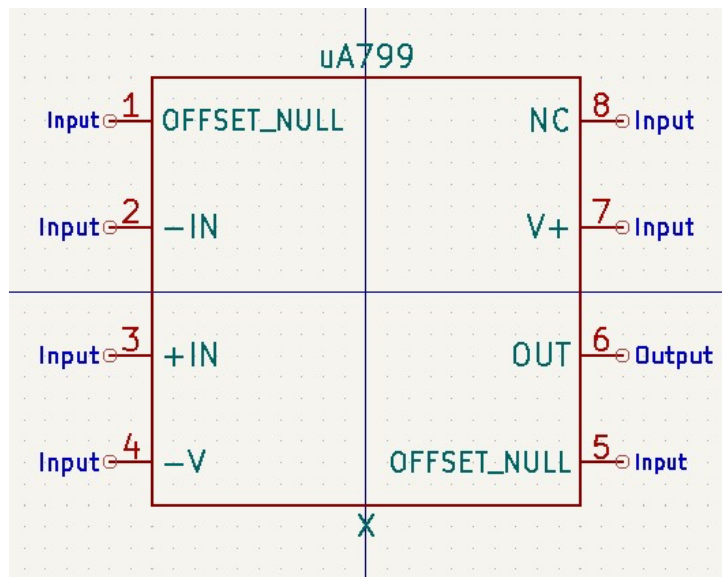 uA799
Input 1 OFFSET_NULL NC 8 Input
Input 2 -IN V+ 7 Input
Input 3 +IN OUT 6 Output
Input 4 -V OFFSET_NULL 5 Input
X